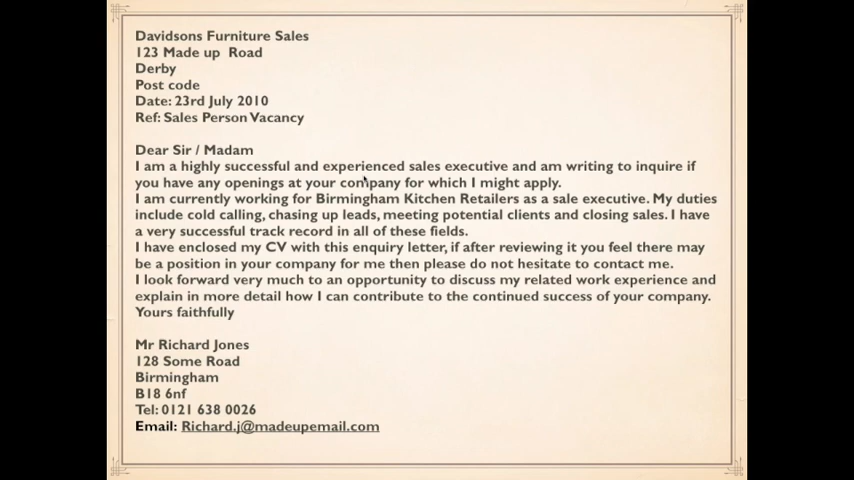 Davidsons Furniture Sales
123 Made up Road
Derby
Post code
Date: 23rd July 2010
Ref: Sales Person Vacancy
Dear Sir / Madam
I am a highly successful and experienced sales executive and am writing to inquire if
you have any openings at your company for which I might apply.
I am currently working for Birmingham Kitchen Retailers as a sale executive. My duties
include cold calling, chasing up leads, meeting potential clients and closing sales. I have
a very successful track record in all of these fields.
I have enclosed my CV with this enquiry letter, if after reviewing it you feel there may
be a position in your company for me then please do not hesitate to contact me.
I look forward very much to an opportunity to discuss my related work experience and
explain in more detail how I can contribute to the continued success of your company.
Yours faithfully
Mr Richard Jones
128 Some Road
Birmingham
B18 6nf
Tel: 0121 638 0026
Email: Richard.j@madeupemail.com